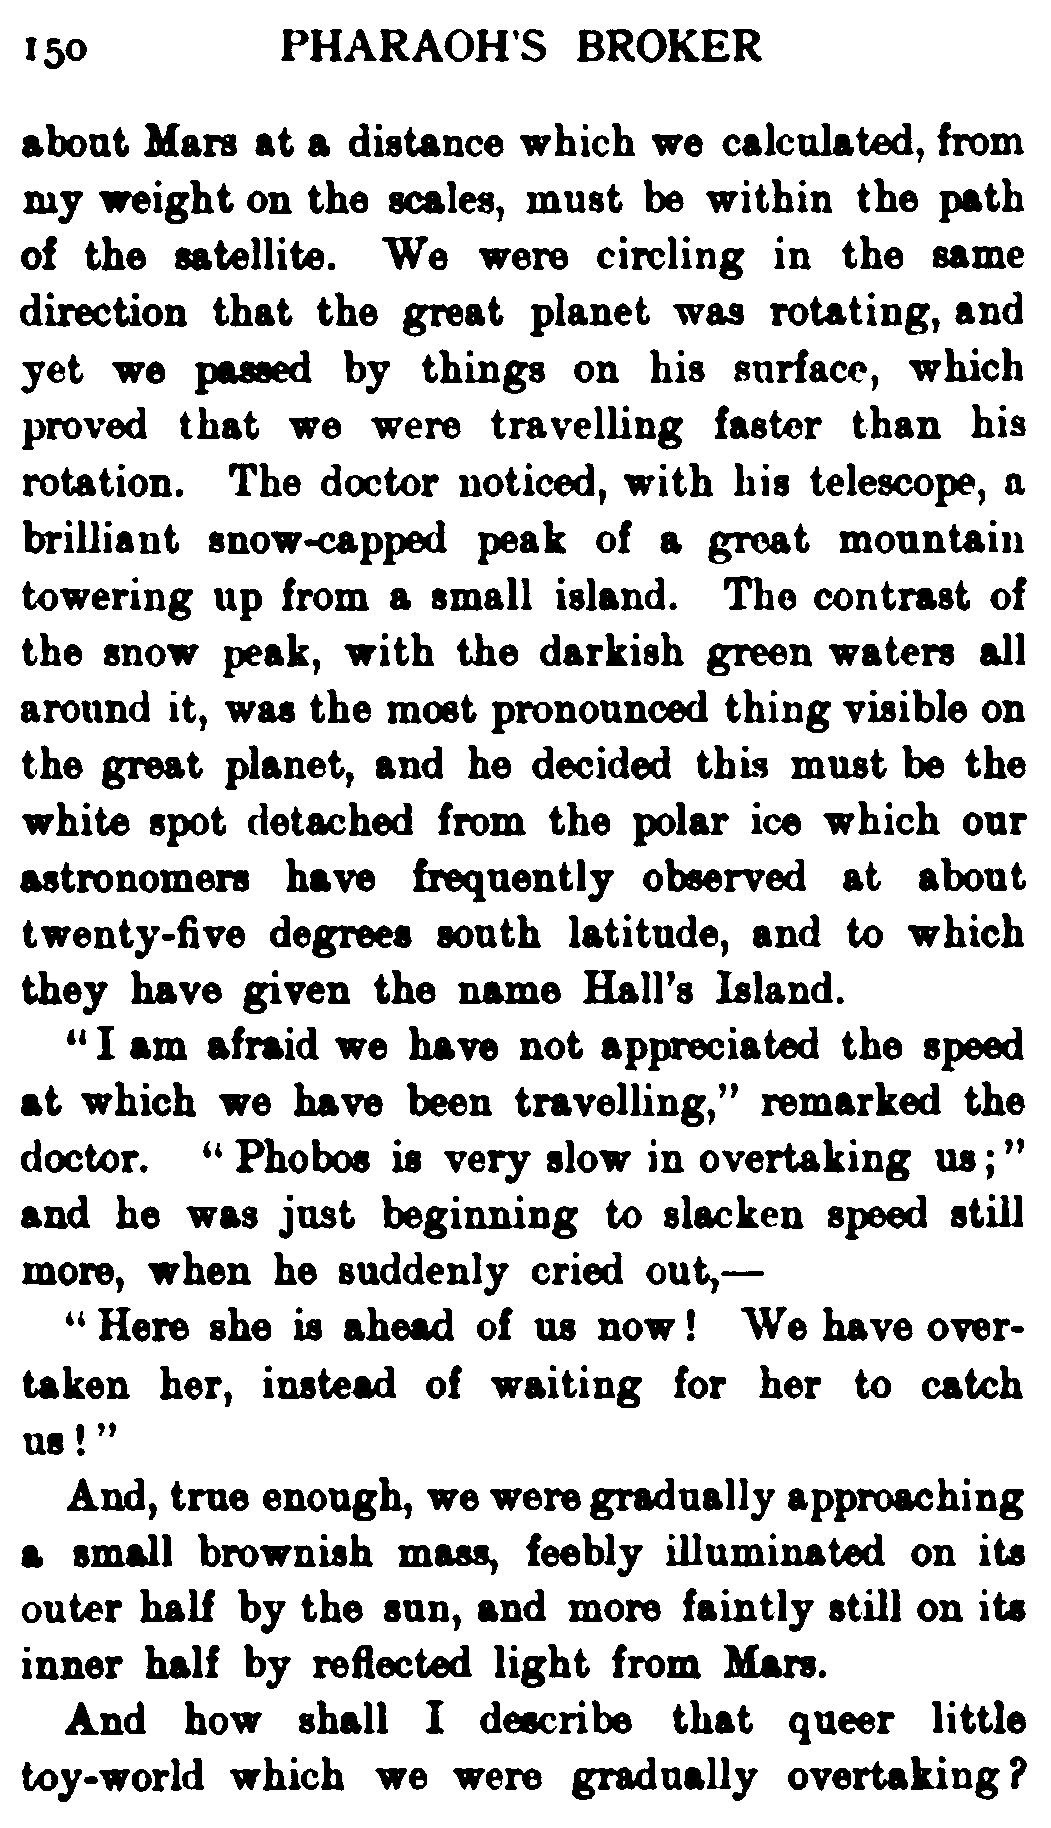 150 PHARAOH'S BROKER
about Mars at a distance which we calculated, from
my weight on the scales, must be within the path
of the satellite. We were circling in the same
direction that the great planet was rotating, and
yet we passed by things on his surface, which
proved that we were travelling faster than his
rotation. The doctor noticed, with his telescope, a
brilliant snow-capped peak of a great mountain
towering up from a small island. The contrast of
the snow peak, with the darkish green waters all
around it, was the most pronounced thing visible on
the great planet, and he decided this must be the
white spot detached from the polar ice which our
astronomers have frequently observed at about
twenty-five degrees south latitude, and to which
they have given the name Hall's Island.
"I am afraid we have not appreciated the speed
at which we have been travelling," remarked the
doctor. "Phobos is very slow in overtaking us;"
and he was just beginning to slacken speed still
more, when he suddenly cried out,—
"Here she is ahead of us now! We have over-
taken her, instead of waiting for her to catch
us!"
And, true enough, we were gradually approaching
a small brownish mass, feebly illuminated on its
outer half by the sun, and more faintly still on its
inner half by reflected light from Mars.
And how shall I describe that queer little
toy-world which we were gradually overtaking?